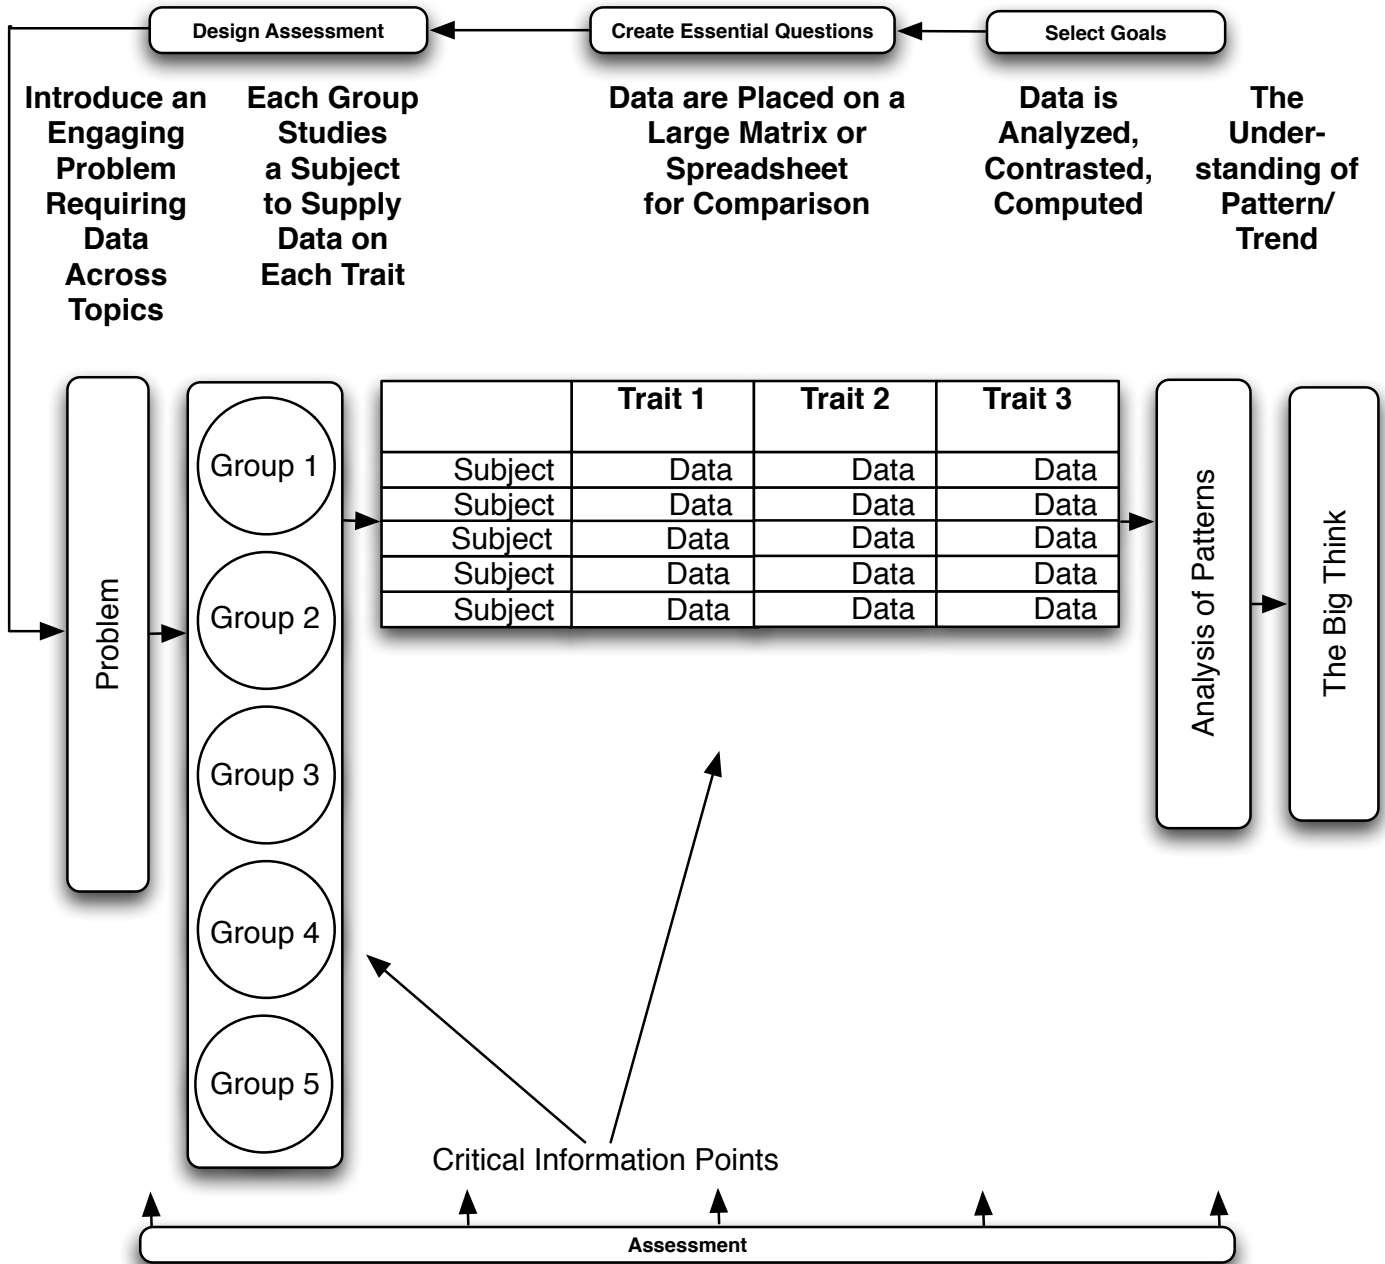 Design Assessment
Create Essential Questions
Select Goals
Introduce an
Engaging
Problem
Requiring
Data
Across
Topics
Each Group
Studies
a Subject
to Supply
Data on
Each Trait
Data are Placed on a
Large Matrix or
Spreadsheet
for Comparison
Data is
Analyzed,
Contrasted,
Computed
The
Under-
standing of
Pattern/
Trend
Problem
Group 1
Group 2
Group 3
Group 4
Group 5
Trait 1 Trait 2 Trait 3
Subject Data Data Data
Subject Data Data Data
Subject Data Data Data
Subject Data Data Data
Subject Data Data Data
Analysis of Patterns
The Big Think
Critical Information Points
Assessment